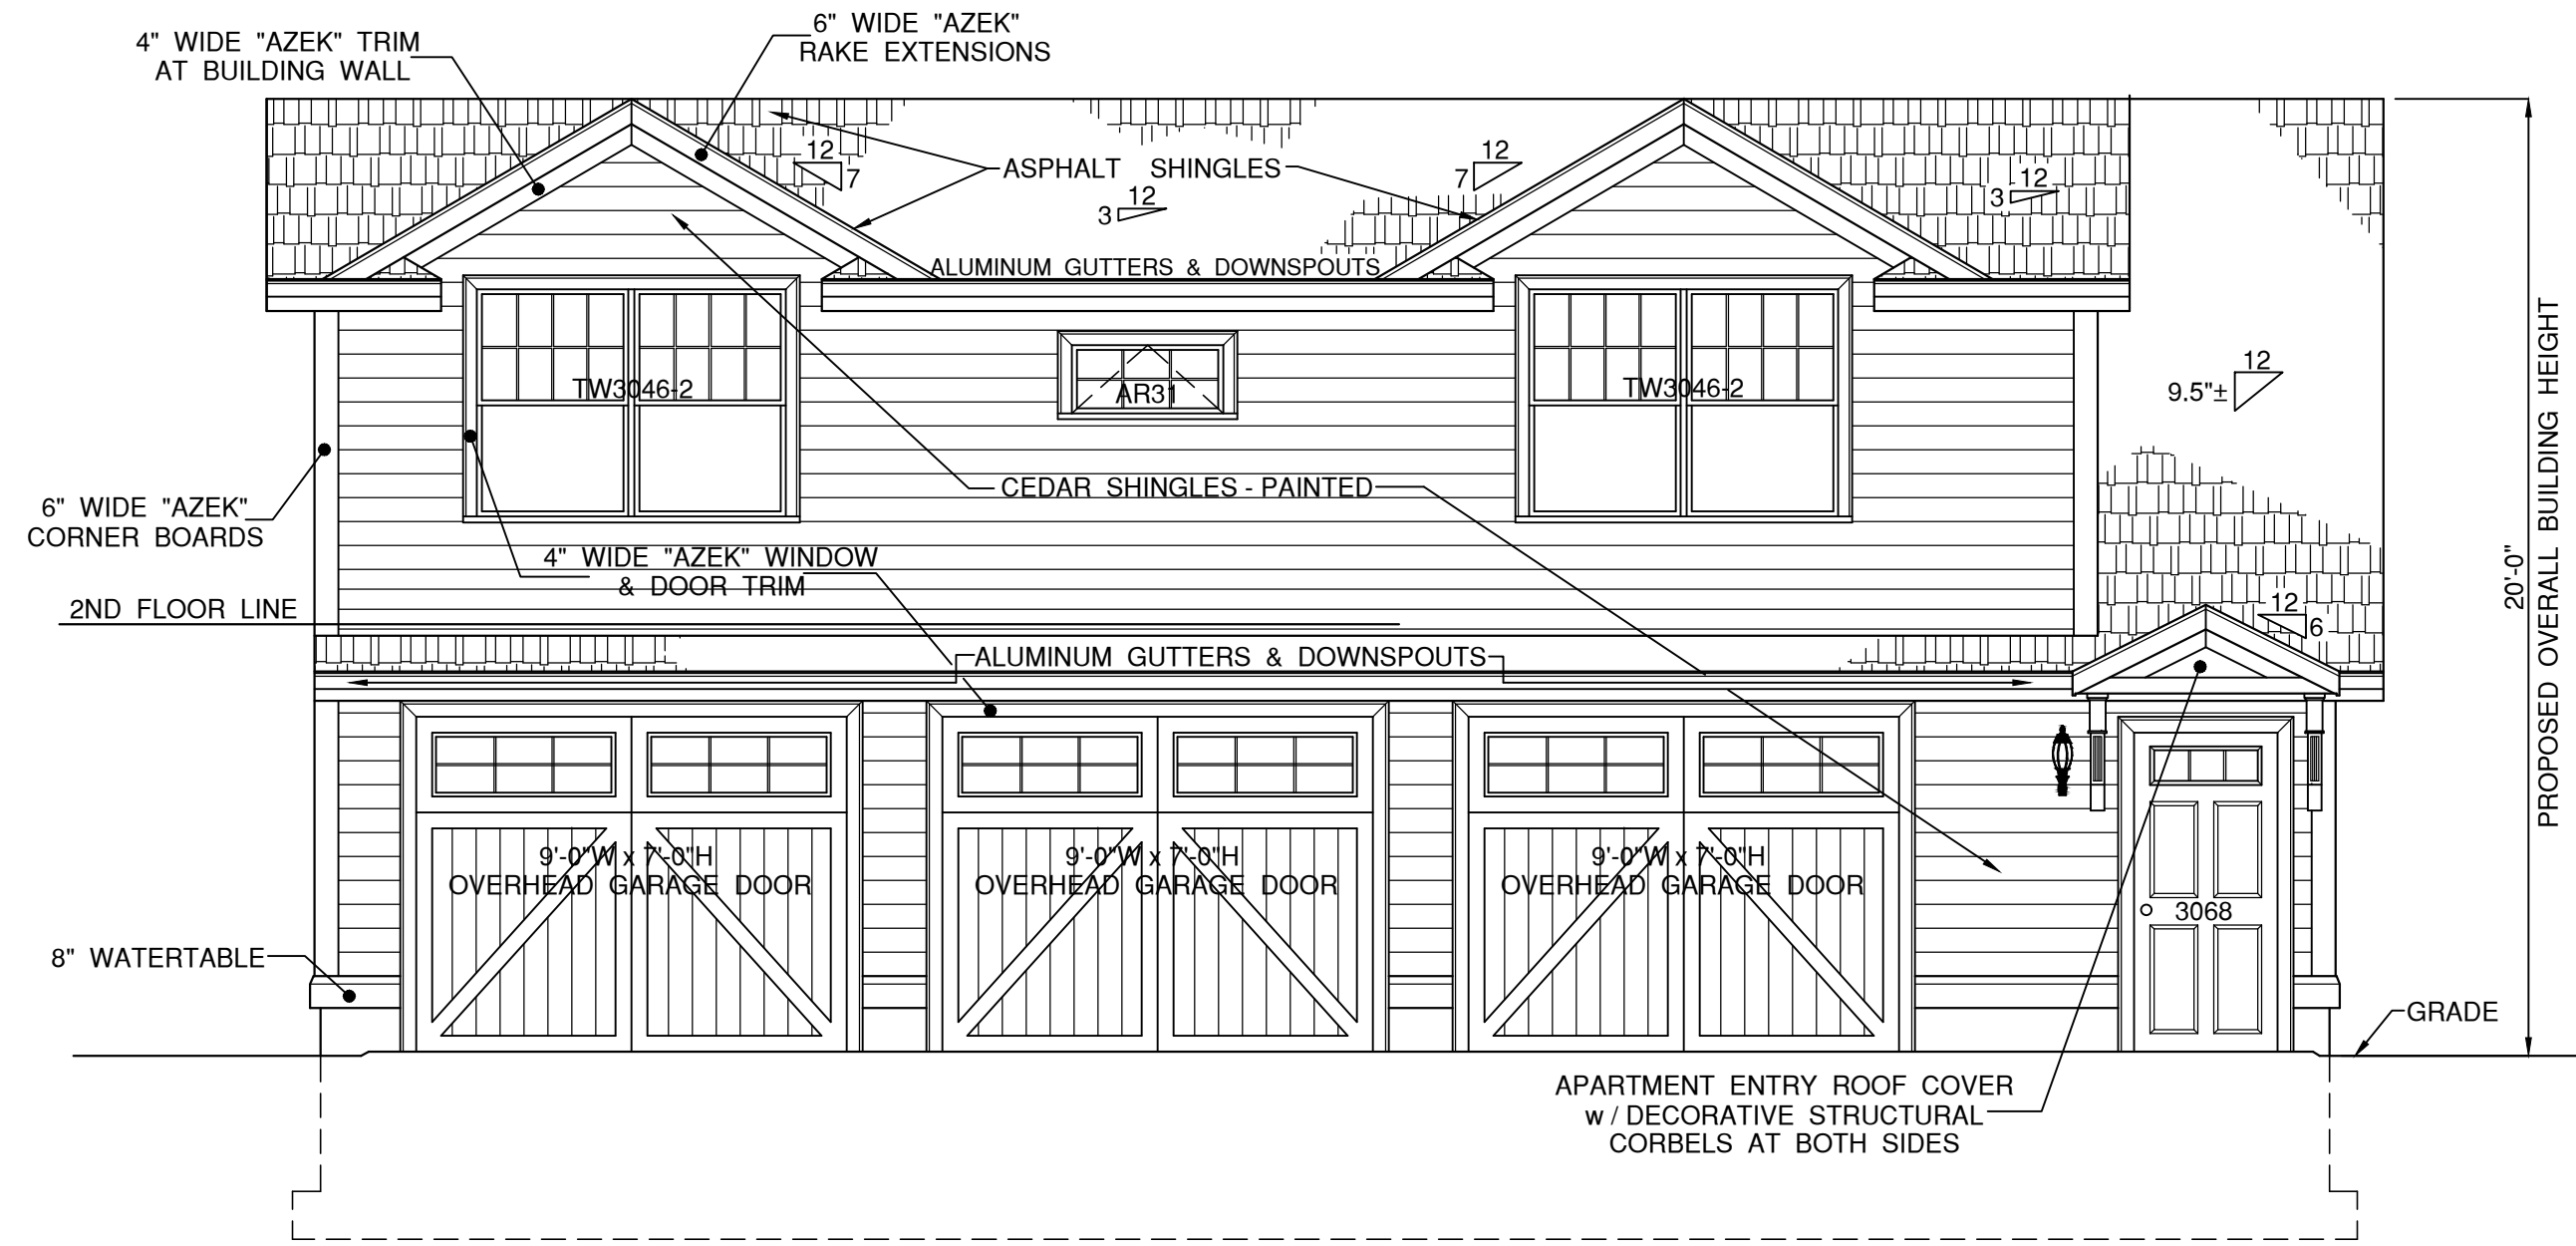 6" WIDE "AZEK"
RAKE EXTENSIONS
4" WIDE "AZEK" TRIM
AT BUILDING WALL
12
7
ASPHALT SHINGLES
12
7
12
3
12
3
ALUMINUM GUTTERS & DOWNSPOUTS
TW3046-2
AR31
TW3046-2
12
9.5"±
CEDAR SHINGLES - PAINTED
6" WIDE "AZEK"
CORNER BOARDS
4" WIDE "AZEK" WINDOW
& DOOR TRIM
2ND FLOOR LINE
12
6
ALUMINUM GUTTERS & DOWNSPOUTS
20'-0"
PROPOSED OVERALL BUILDING HEIGHT
9'-0"W x 7'-0"H
OVERHEAD GARAGE DOOR
9'-0"W x 7'-0"H
OVERHEAD GARAGE DOOR
9'-0"W x 7'-0"H
OVERHEAD GARAGE DOOR
3068
8" WATERTABLE
GRADE
APARTMENT ENTRY ROOF COVER
w / DECORATIVE STRUCTURAL
CORBELS AT BOTH SIDES